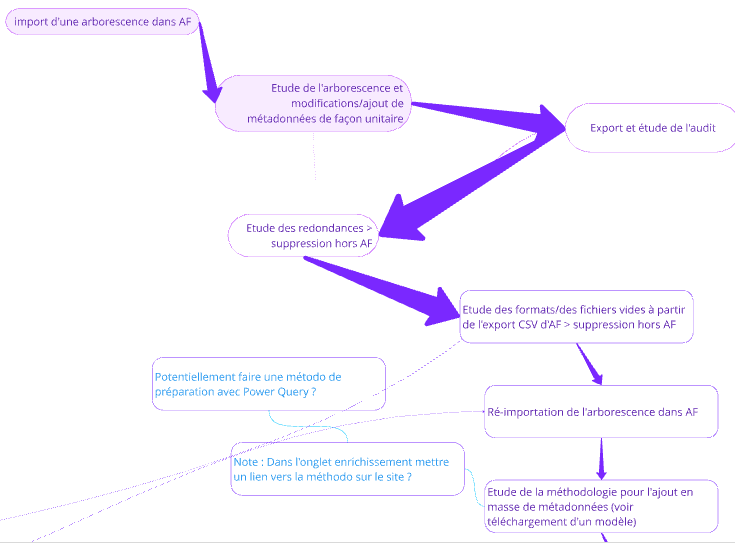 import d'une arborescence dans AF
Etude de l'arborescence et
modifications/ajout de
métadonnées de façon unitaire
Export et étude de l'audit
Etude des redondances >
suppression hors AF
Etude des formats/des fichiers vides à partir
de l'export CSV d'AF > suppression hors AF
Potentiellement faire une método de
préparation avec Power Query ?
Ré-importation de l'arborescence dans AF
Note : Dans l'onglet enrichissement mettre
un lien vers la méthodo sur le site ?
Etude de la méthodologie pour l'ajout en
masse de métadonnées (voir
téléchargement d'un modèle)